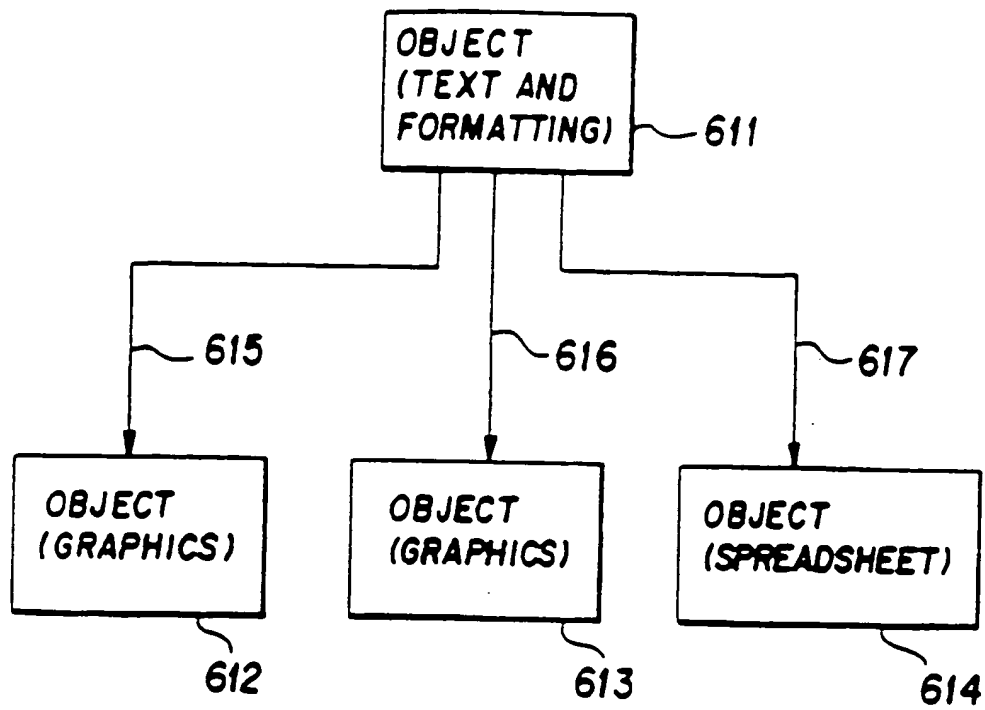 OBJECT
(TEXT AND
FORMATTING)
611
615
616
617
OBJECT
(GRAPHICS)
OBJECT
(GRAPHICS)
OBJECT
(SPREADSHEET)
612
613
614